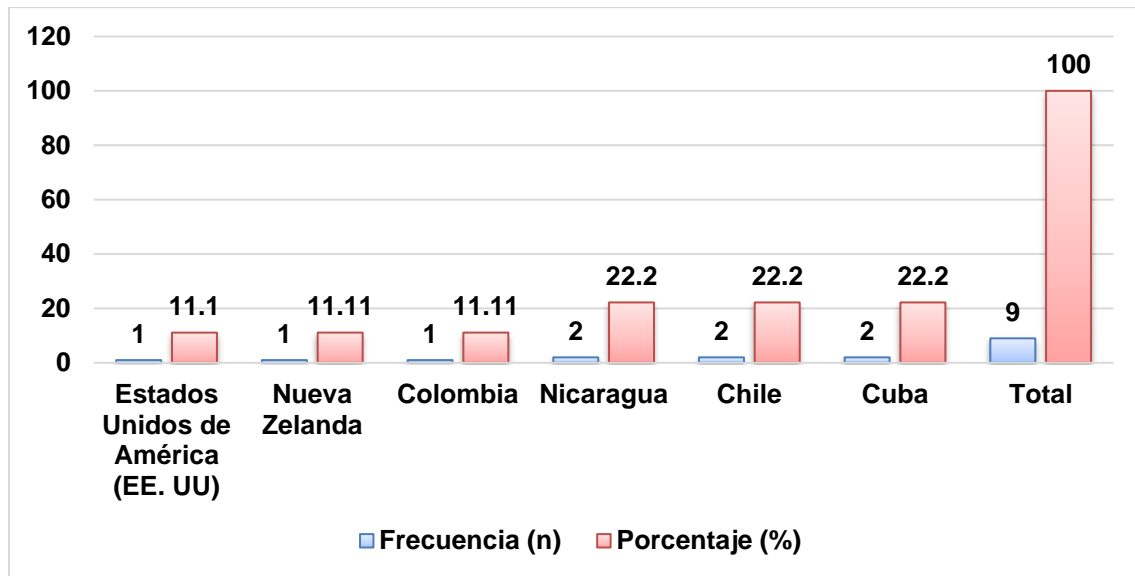 120
100
80
60
40
20
0
1
11.1
1
11.11
1
11.11
2
22.2
2
22.2
2
22.2
9
100
Estados
Unidos de
América
(EE. UU)
Nueva
Zelanda
Colombia
Nicaragua
Chile
Cuba
Total
Frecuencia (n)
Porcentaje (%)